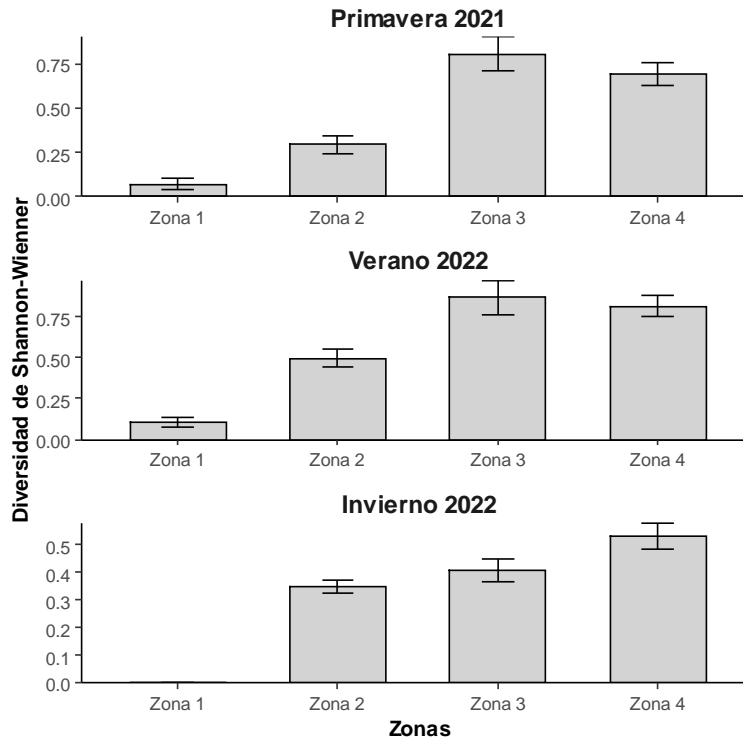 Primavera 2021
0.75
0.50
0.25
0.00
Zona 1 Zona 2 Zona 3 Zona 4
Diversidad de Shannon-Wienner
Verano 2022
0.75
0.50
0.25
0.00
Zona 1 Zona 2 Zona 3 Zona 4
Invierno 2022
0.5
0.4
0.3
0.2
0.1
0.0
Zona 1 Zona 2 Zona 3 Zona 4
Zonas